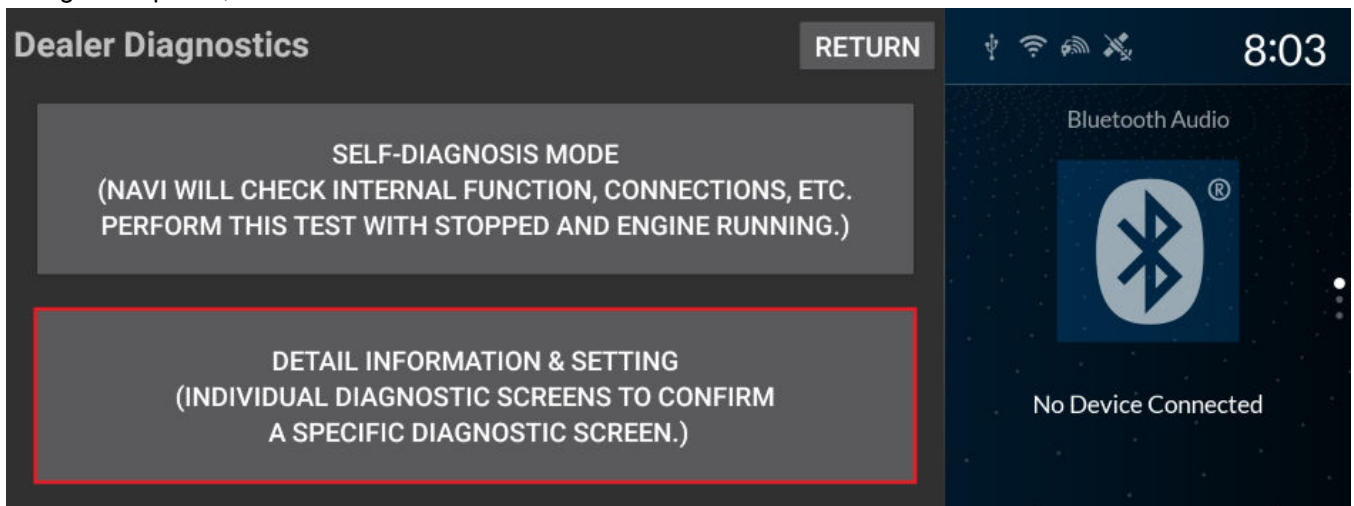 Dealer Diagnostics
RETURN
8:03
SELF-DIAGNOSIS MODE
(NAVI WILL CHECK INTERNAL FUNCTION, CONNECTIONS, ETC.
PERFORM THIS TEST WITH STOPPED AND ENGINE RUNNING.)
DETAIL INFORMATION & SETTING
(INDIVIDUAL DIAGNOSTIC SCREENS TO CONFIRM
A SPECIFIC DIAGNOSTIC SCREEN.)
Bluetooth Audio
®
No Device Connected